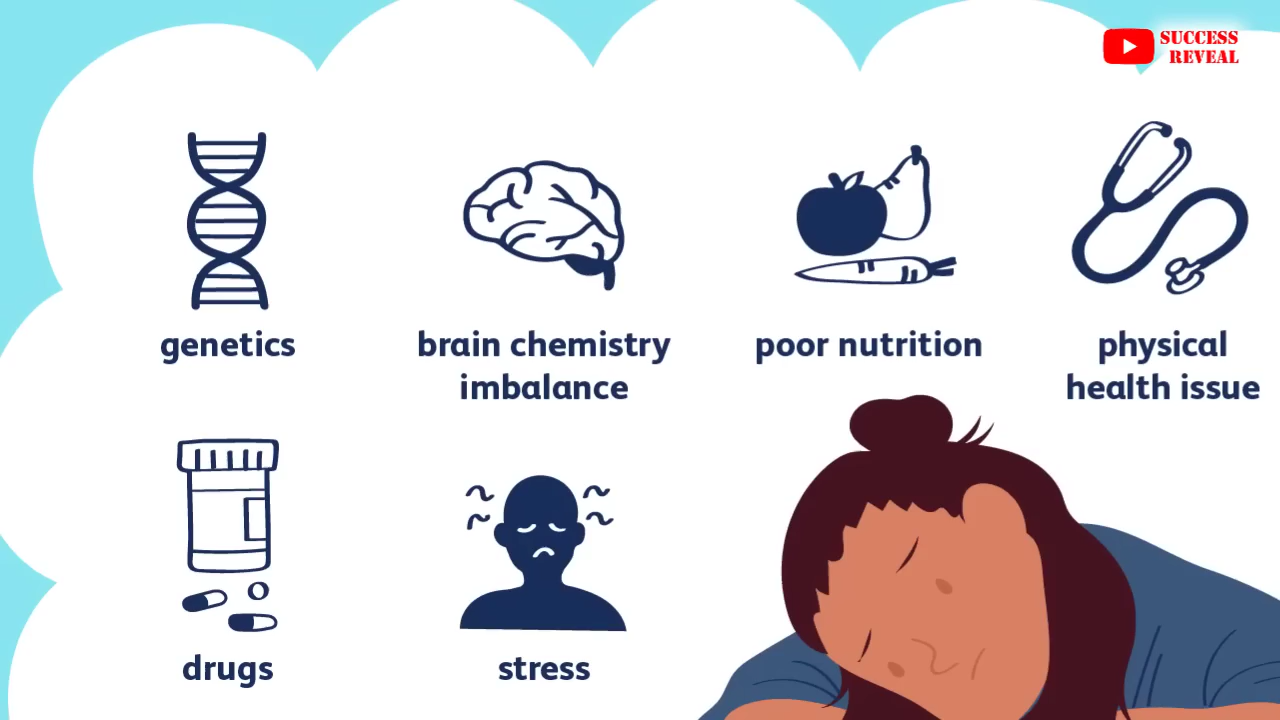 SUCCESS
REVEAL
genetics
brain chemistry
imbalance
poor nutrition
physical
health issue
drugs
stress